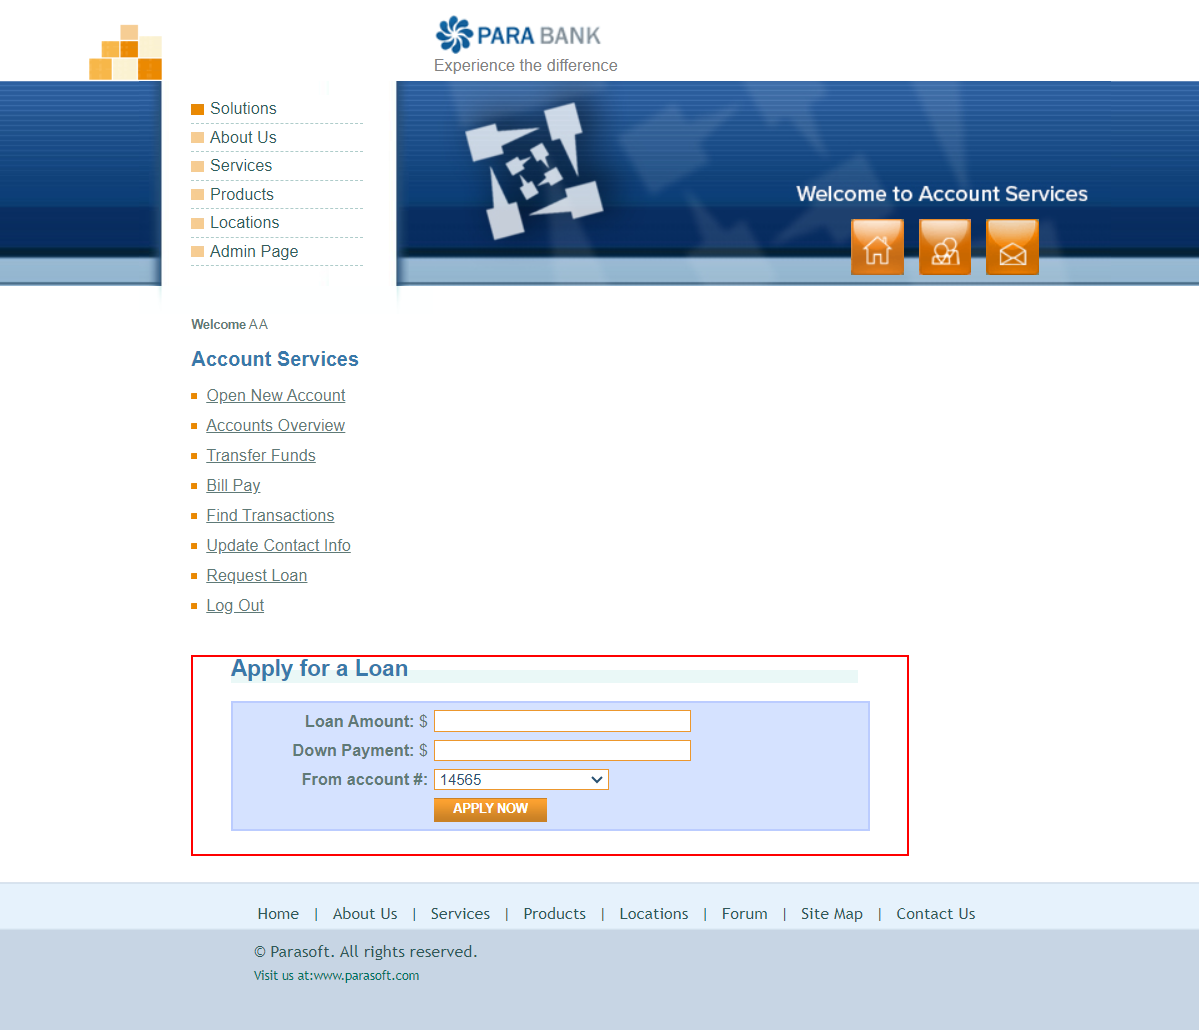 PARA BANK
Experience the difference
Solutions
About Us
Services
Products
Locations
Admin Page
Welcome to Account Services
Welcome A A
Account Services
Open New Account
Accounts Overview
Transfer Funds
Bill Pay
Find Transactions
Update Contact Info
Request Loan
Log Out
Apply for a Loan
Loan Amount: $
Down Payment: $
From account #: 14565
APPLY NOW
Home | About Us | Services | Products | Locations | Forum | Site Map | Contact Us
© Parasoft. All rights reserved.
Visit us at:www.parasoft.com